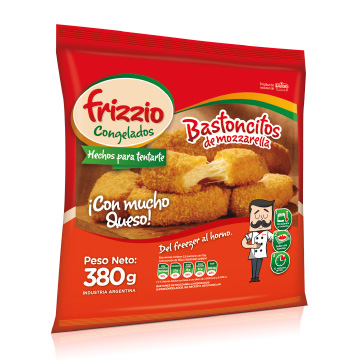 frizzio
Congelados
Hechos para tentarte
Bastoncitos
de mozzarella
¡Con mucho
Queso!
Del freezer al horno.
Peso Neto:
380g
INDUSTRIA ARGENTINA